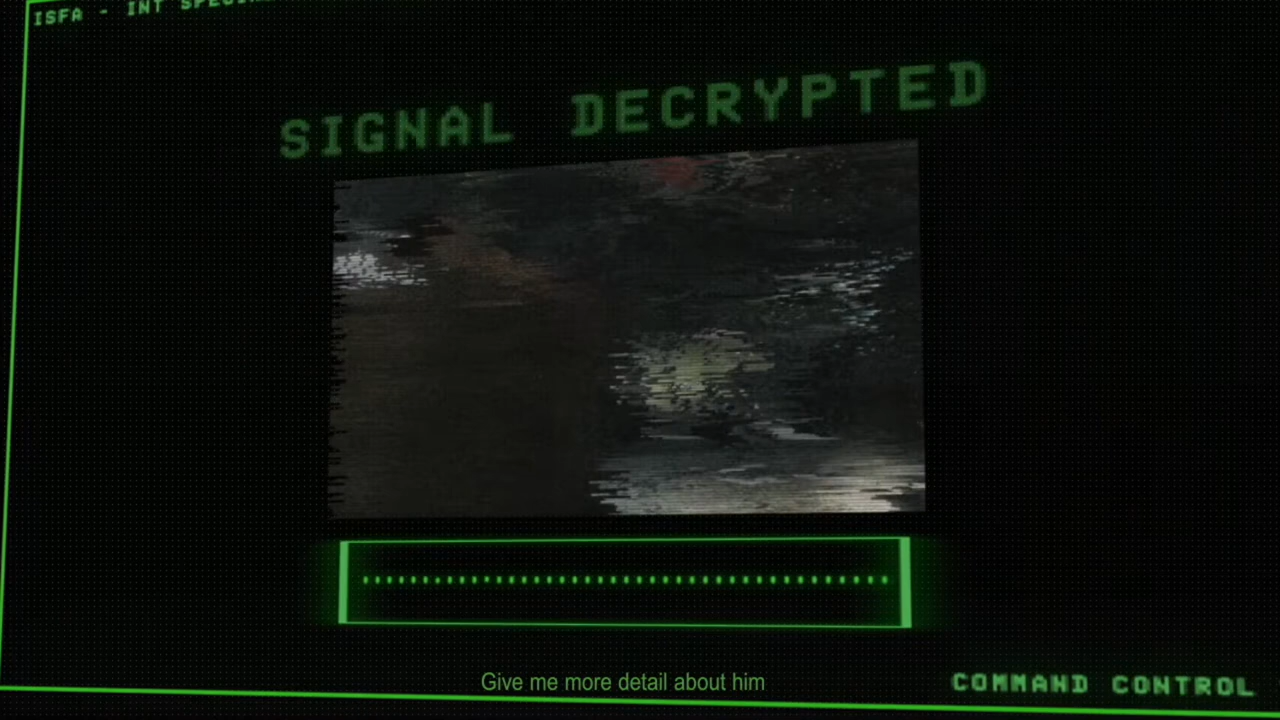 ISFA - INT
SIGNAL DECRYPTED
Give me more detail about him
COMMAND CONTROL